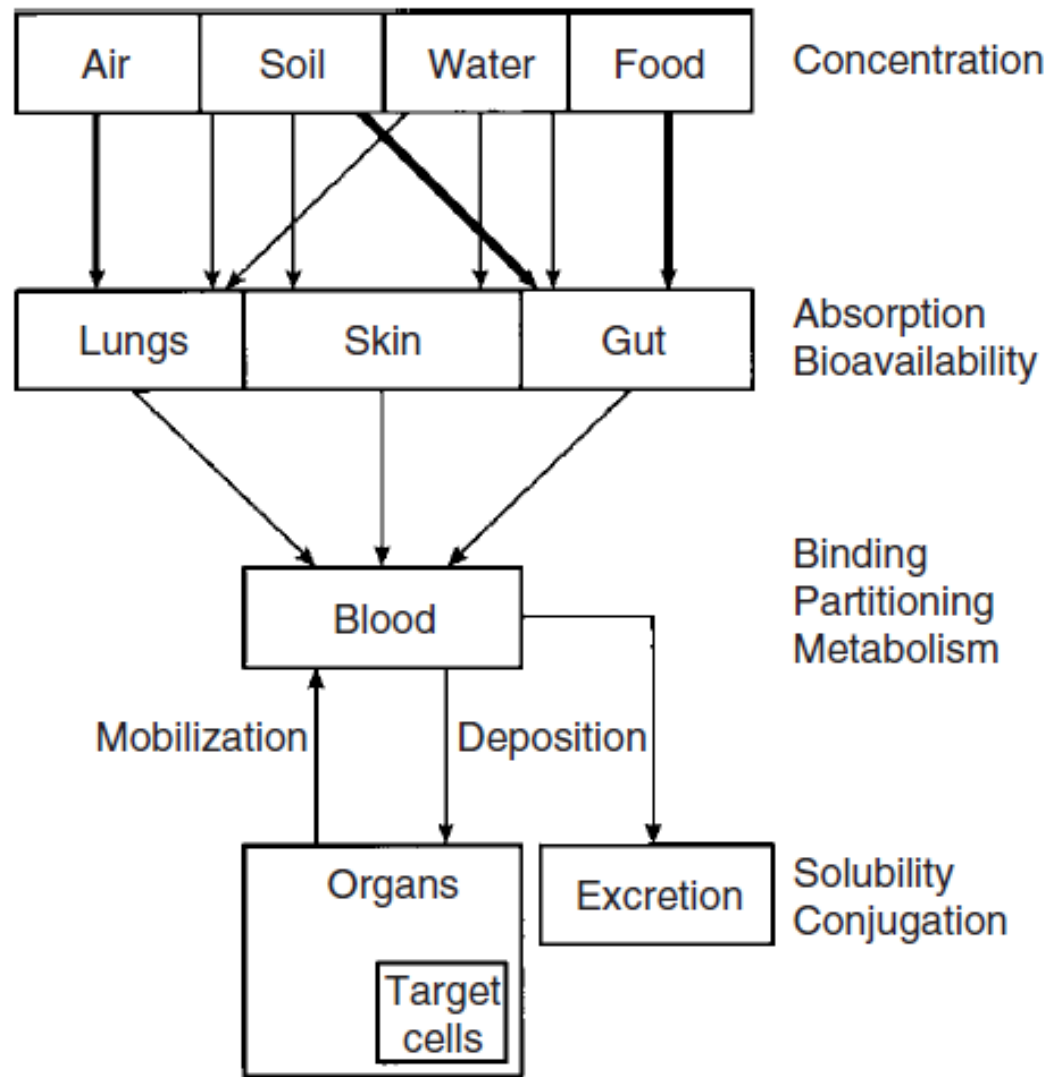 Air Soil Water Food Concentration
Lungs Skin Gut Absorption
Bioavailability
Blood Binding
Partitioning
Metabolism
Mobilization Deposition
Organs Excretion Solubility
Conjugation
Target
cells